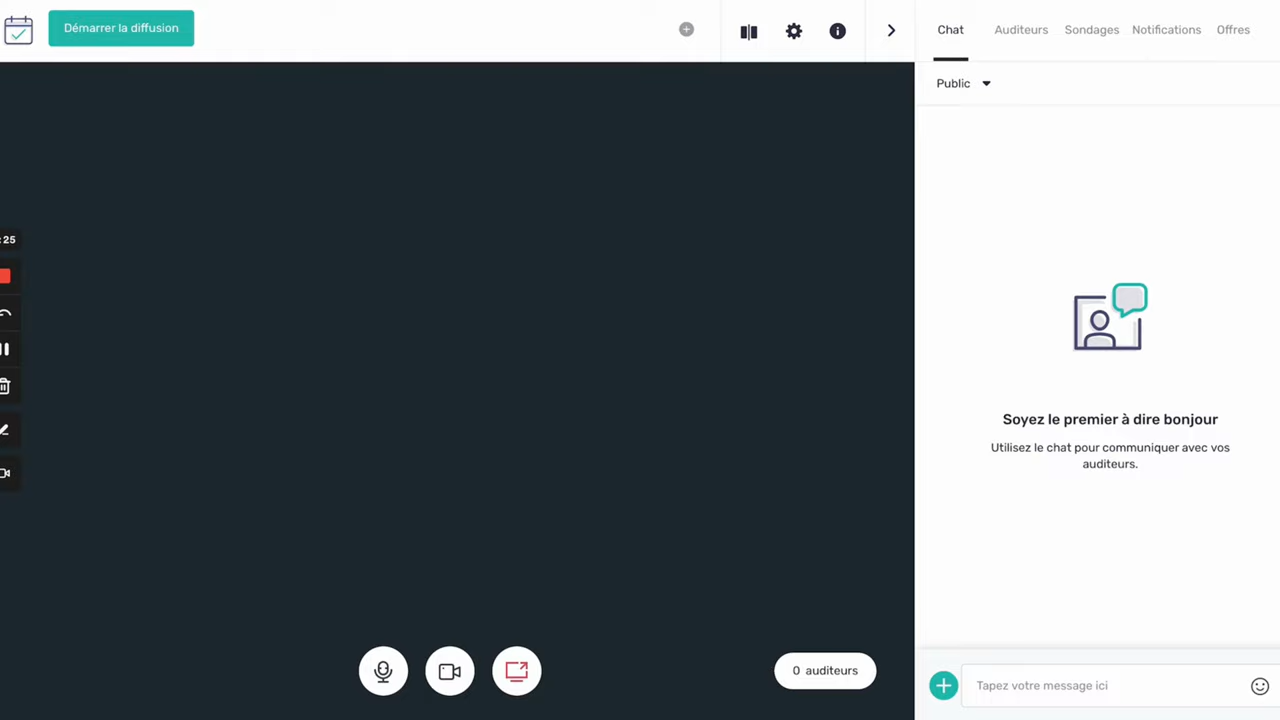 Démarrer la diffusion
Chat
Auditeurs
Sondages
Notifications
Offres
Public
:25
Soyez le premier à dire bonjour
Utilisez le chat pour communiquer avec vos
auditeurs.
0 auditeurs
Tapez votre message ici